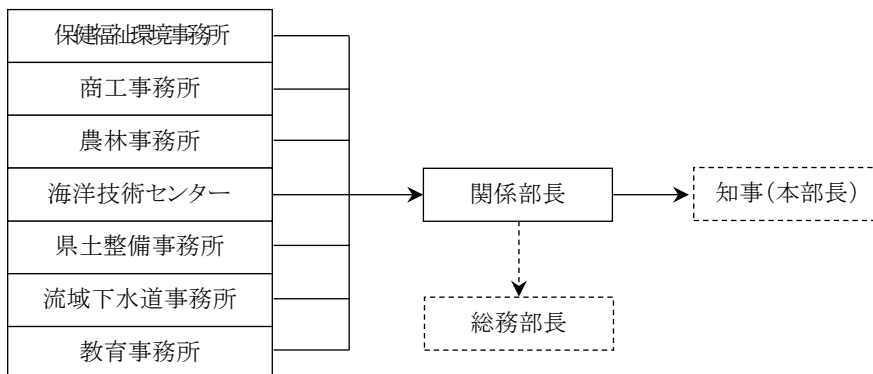 保健福祉環境事務所
商工事務所
農林事務所
海洋技術センター
県土整備事務所
流域下水道事務所
教育事務所
関係部長
知事(本部長)
総務部長